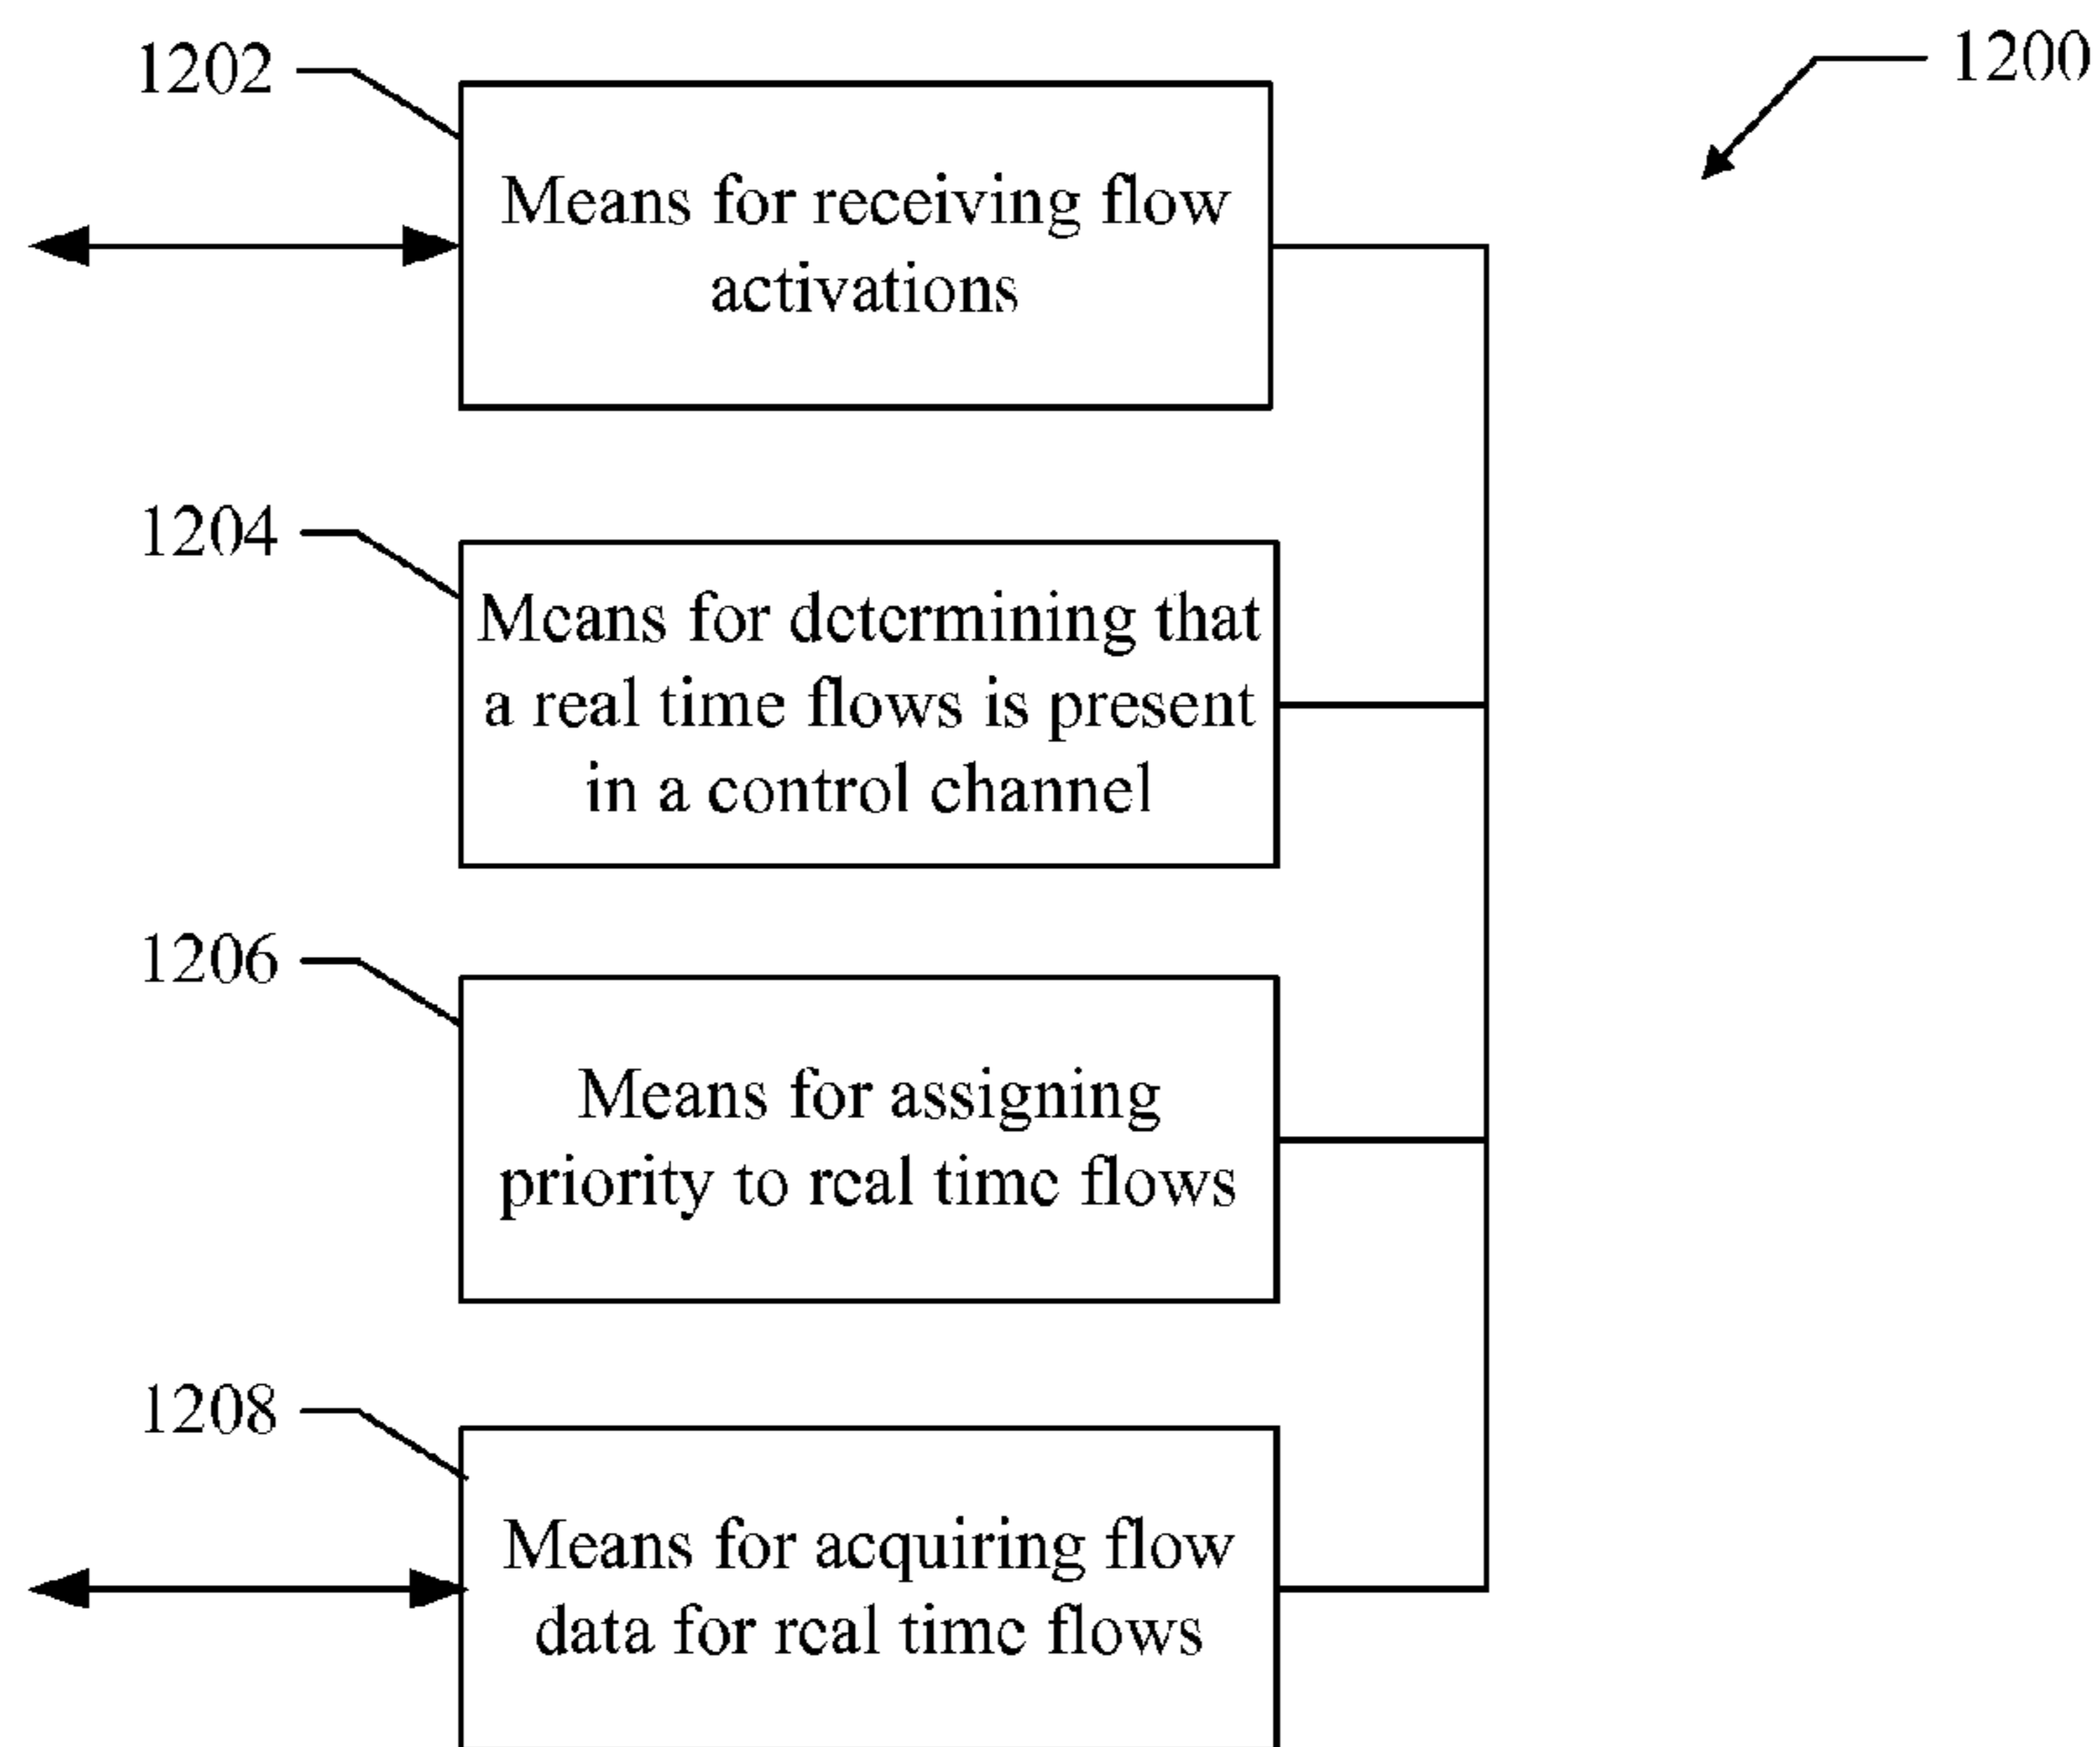 1202
1200
Means for receiving flow
activations
1204
Means for determining that
a real time flows is present
in a control channel
1206
Means for assigning
priority to real time flows
1208
Means for acquiring flow
data for real time flows